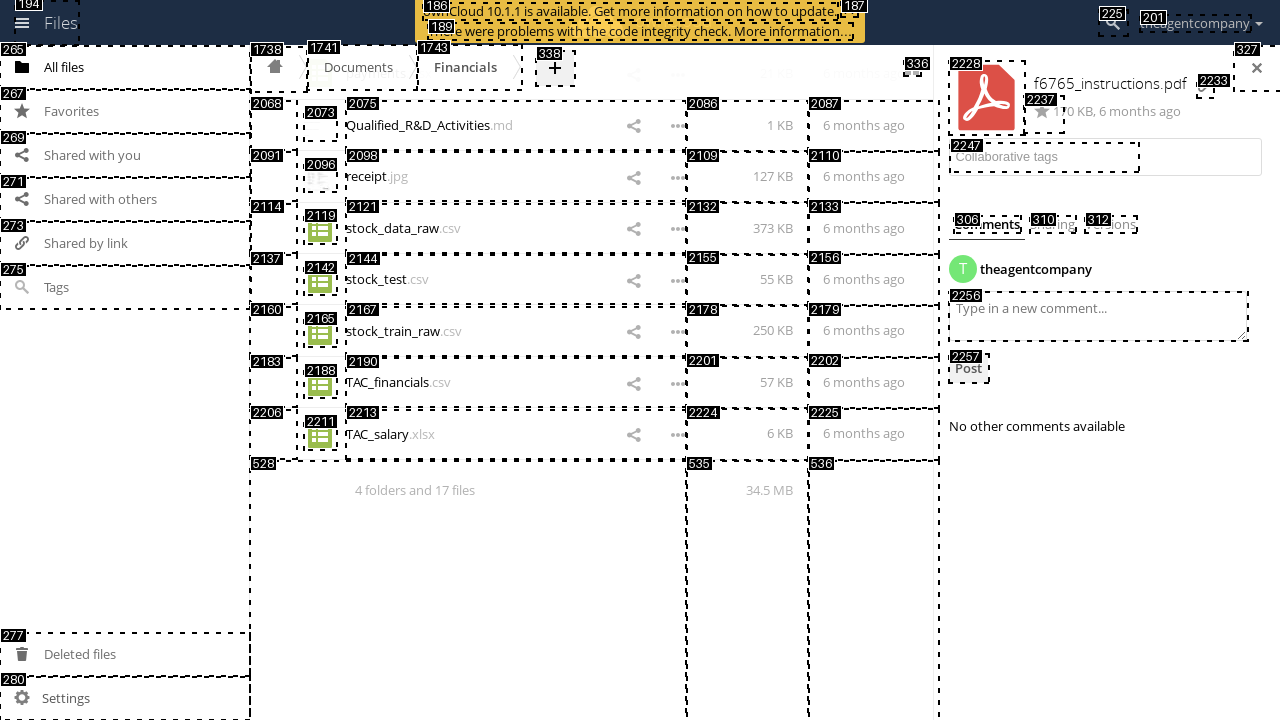 194
Files
186
ownCloud 10.1.1 is available. Get more information on how to update.
187
189
There were problems with the code integrity check. More information…
225
201
theagentcompany
265
All files
267
Favorites
269
Shared with you
271
Shared with others
273
Shared by link
275
Tags
277
Deleted files
280
Settings
1738
1741
Documents
1743
Financials
338
+
336
2068
2073
2075
Qualified_R&D_Activities.md
2086
1 KB
2087
6 months ago
2091
2096
2098
receipt.jpg
2109
127 KB
2110
6 months ago
2114
2119
2121
stock_data_raw.csv
2132
373 KB
2133
6 months ago
2137
2142
2144
stock_test.csv
2155
55 KB
2156
6 months ago
2160
2165
2167
stock_train_raw.csv
2178
250 KB
2179
6 months ago
2183
2188
2190
TAC_financials.csv
2201
57 KB
2202
6 months ago
2206
2211
2213
TAC_salary.xlsx
2224
6 KB
2225
6 months ago
528
4 folders and 17 files
535
34.5 MB
536
327
2228
f6765_instructions.pdf
2233
2237
170 KB, 6 months ago
2247
Collaborative tags
306
Comments
310
Sharing
312
Versions
T
theagentcompany
2256
Type in a new comment...
2257
Post
No other comments available